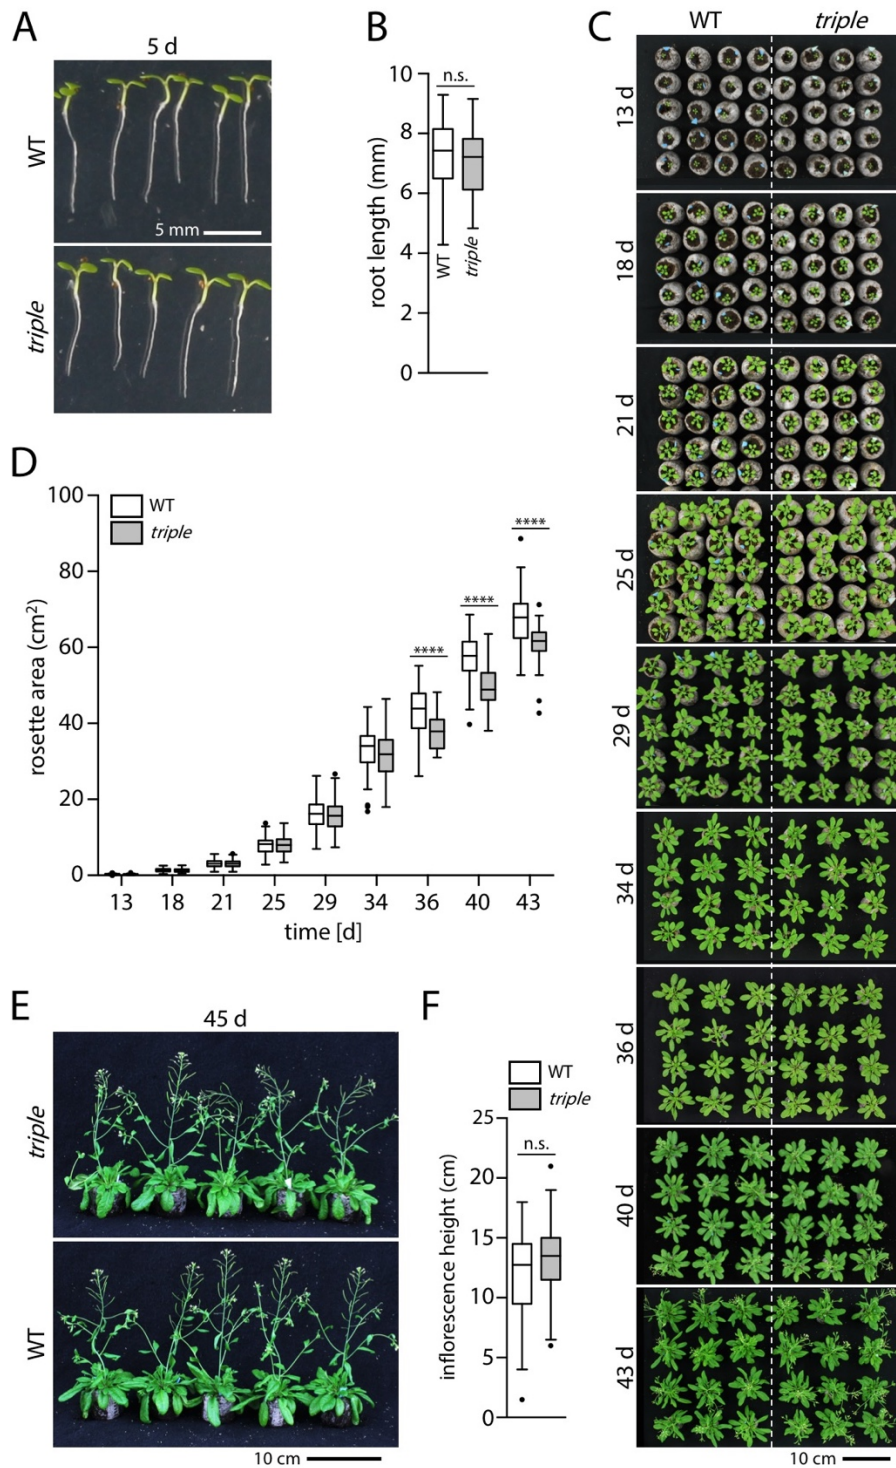 A
5 d
WT
5 mm
triple
B
n.s.
10
8
6
4
2
0
root length (mm)
WT
triple
C
WT
triple
13 d
18 d
21 d
25 d
29 d
34 d
36 d
40 d
43 d
10 cm
D
WT
triple
100
80
60
40
20
0
rosette area (cm²)
****
****
****
****
13 18 21 25 29 34 36 40 43
time [d]
E
45 d
triple
WT
10 cm
F
WT
triple
25
20
15
10
5
0
inflorescence height (cm)
n.s.